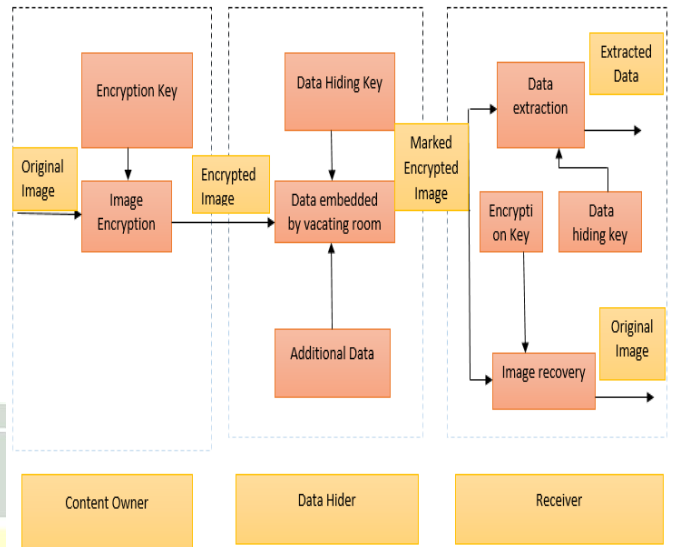 Encryption Key
Original
Image
Image
Encryption
Encrypted
Image
Data Hiding Key
Data embedded
by vacating room
Additional Data
Marked
Encrypted
Image
Data
extraction
Extracted
Data
Encrypti
on Key
Data
hiding key
Image recovery
Original
Image
Content Owner
Data Hider
Receiver